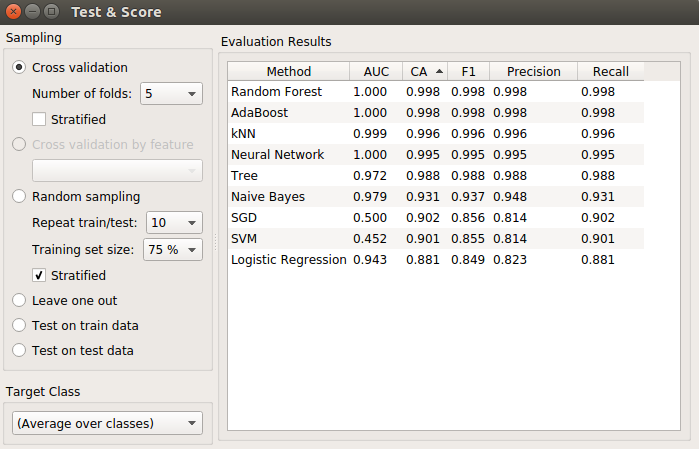 Test & Score
Sampling
Cross validation
Number of folds: 5
Stratified
Cross validation by feature
Random sampling
Repeat train/test: 10
Training set size: 75 %
Stratified
Leave one out
Test on train data
Test on test data
Target Class
(Average over classes)
Evaluation Results
Method AUC CA F1 Precision Recall
Random Forest 1.000 0.998 0.998 0.998 0.998
AdaBoost 1.000 0.998 0.998 0.998 0.998
kNN 0.999 0.996 0.996 0.996 0.996
Neural Network 1.000 0.995 0.995 0.995 0.995
Tree 0.972 0.988 0.988 0.988 0.988
Naive Bayes 0.979 0.931 0.937 0.948 0.931
SGD 0.500 0.902 0.856 0.814 0.902
SVM 0.452 0.901 0.855 0.814 0.901
Logistic Regression 0.943 0.881 0.849 0.823 0.881